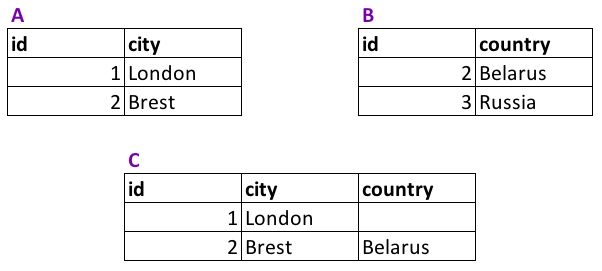 A B
id city id country
1 London 2 Belarus
2 Brest 3 Russia
C
id city country
1 London
2 Brest Belarus